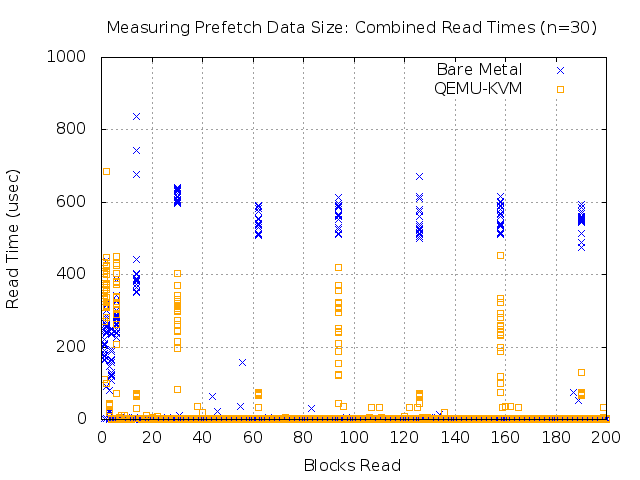 Measuring Prefetch Data Size: Combined Read Times (n=30)
1000
800
600
400
200
0
Read Time (usec)
Bare Metal
QEMU-KVM
0 20 40 60 80 100 120 140 160 180 200
Blocks Read